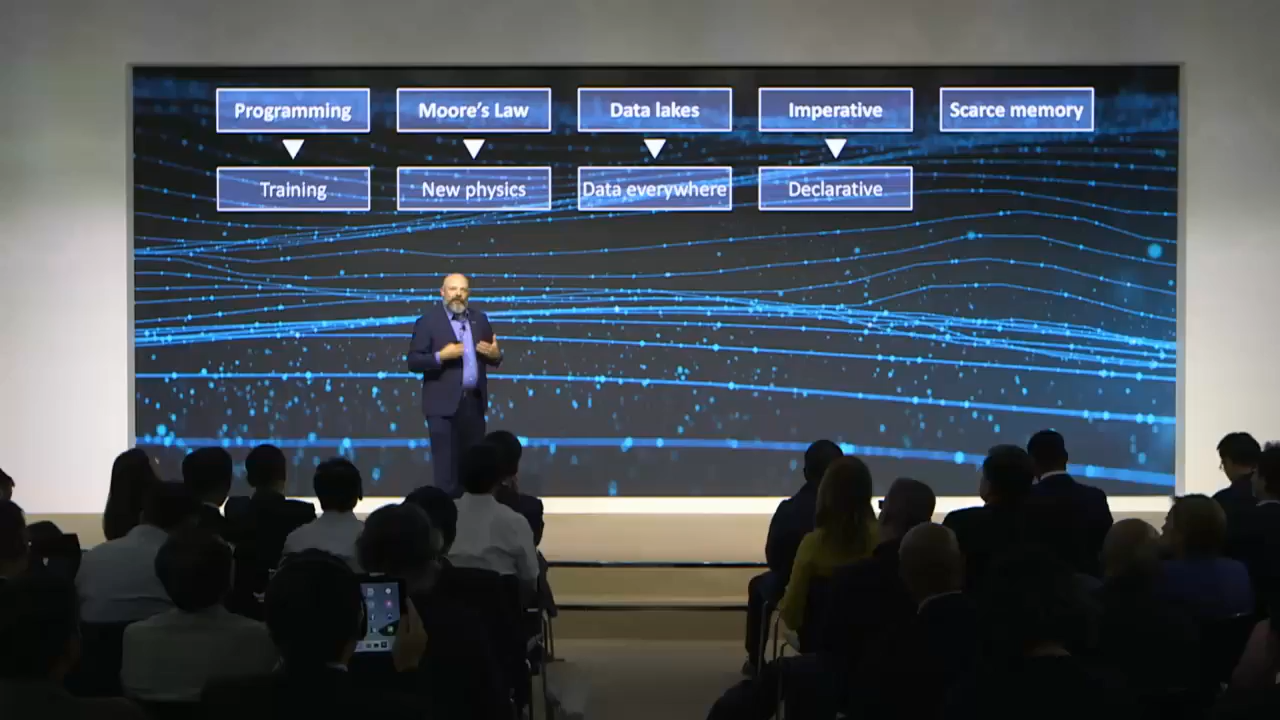 Programming
Moore's Law
Data lakes
Imperative
Scarce memory
Training
New physics
Data everywhere
Declarative